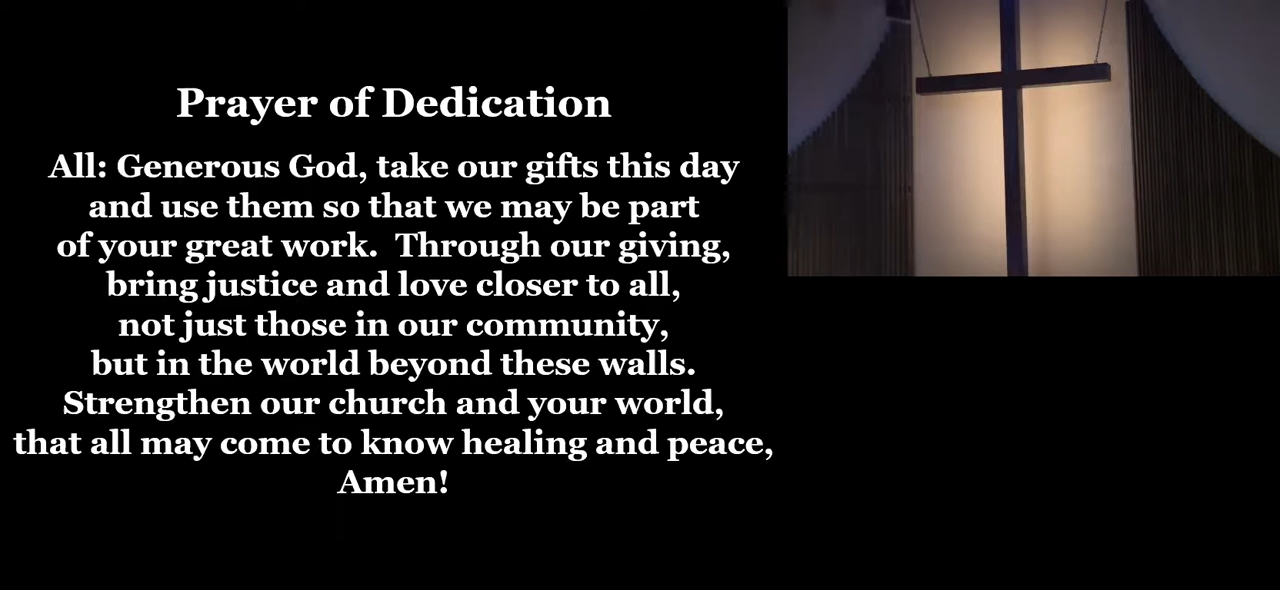 Prayer of Dedication
All: Generous God, take our gifts this day
and use them so that we may be part
of your great work.  Through our giving,
bring justice and love closer to all,
not just those in our community,
but in the world beyond these walls.
Strengthen our church and your world,
that all may come to know healing and peace,
Amen!